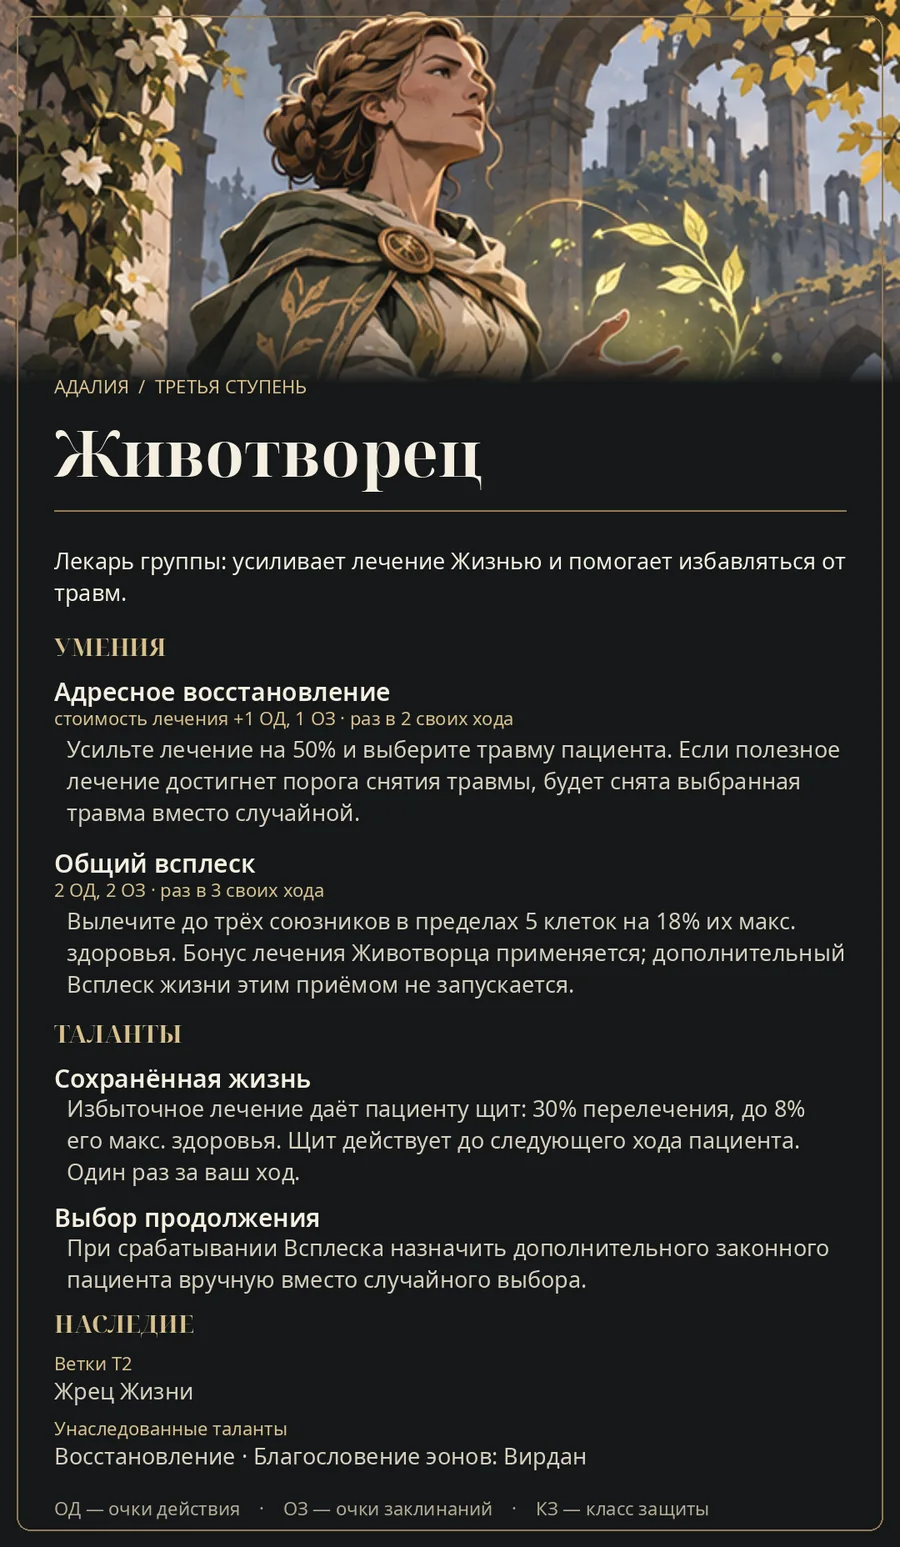 АДАЛИЯ / ТРЕТЬЯ СТУПЕНЬ
Животворец
Лекарь группы: усиливает лечение Жизнью и помогает избавляться от
травм.
УМЕНИЯ
Адресное восстановление
стоимость лечения +1 ОД, 1 ОЗ · раз в 2 своих хода
Усильте лечение на 50% и выберите травму пациента. Если полезное
лечение достигнет порога снятия травмы, будет снята выбранная
травма вместо случайной.
Общий всплеск
2 ОД, 2 ОЗ · раз в 3 своих хода
Вылечите до трёх союзников в пределах 5 клеток на 18% их макс.
здоровья. Бонус лечения Животворца применяется; дополнительный
Всплеск жизни этим приёмом не запускается.
ТАЛАНТЫ
Сохранённая жизнь
Избыточное лечение даёт пациенту щит: 30% перелечения, до 8%
его макс. здоровья. Щит действует до следующего хода пациента.
Один раз за ваш ход.
Выбор продолжения
При срабатывании Всплеска назначить дополнительного законного
пациента вручную вместо случайного выбора.
НАСЛЕДИЕ
Ветки Т2
Жрец Жизни
Унаследованные таланты
Восстановление · Благословение эонов: Вирдан
ОД — очки действия · ОЗ — очки заклинаний · КЗ — класс защиты